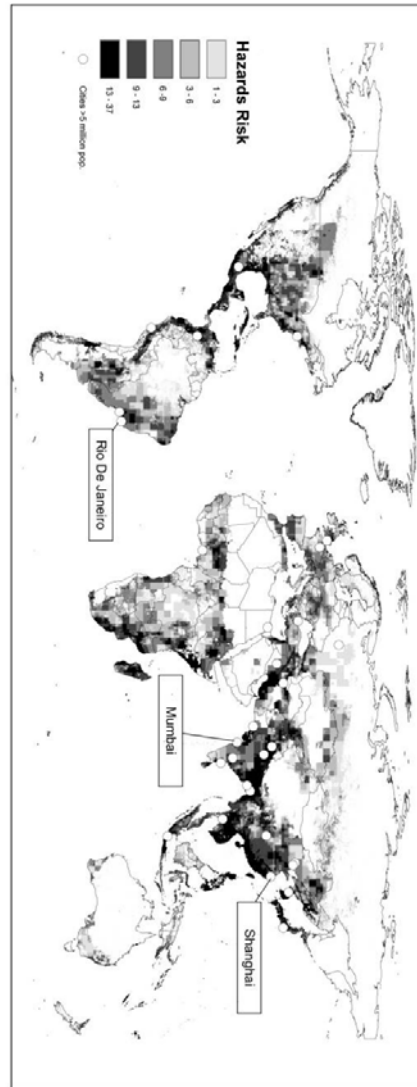 Hazards Risk
1 - 3
3 - 6
6 - 9
9 - 13
13 - 37
Cities >5 million pop.
Rio De Janeiro
Mumbai
Shanghai